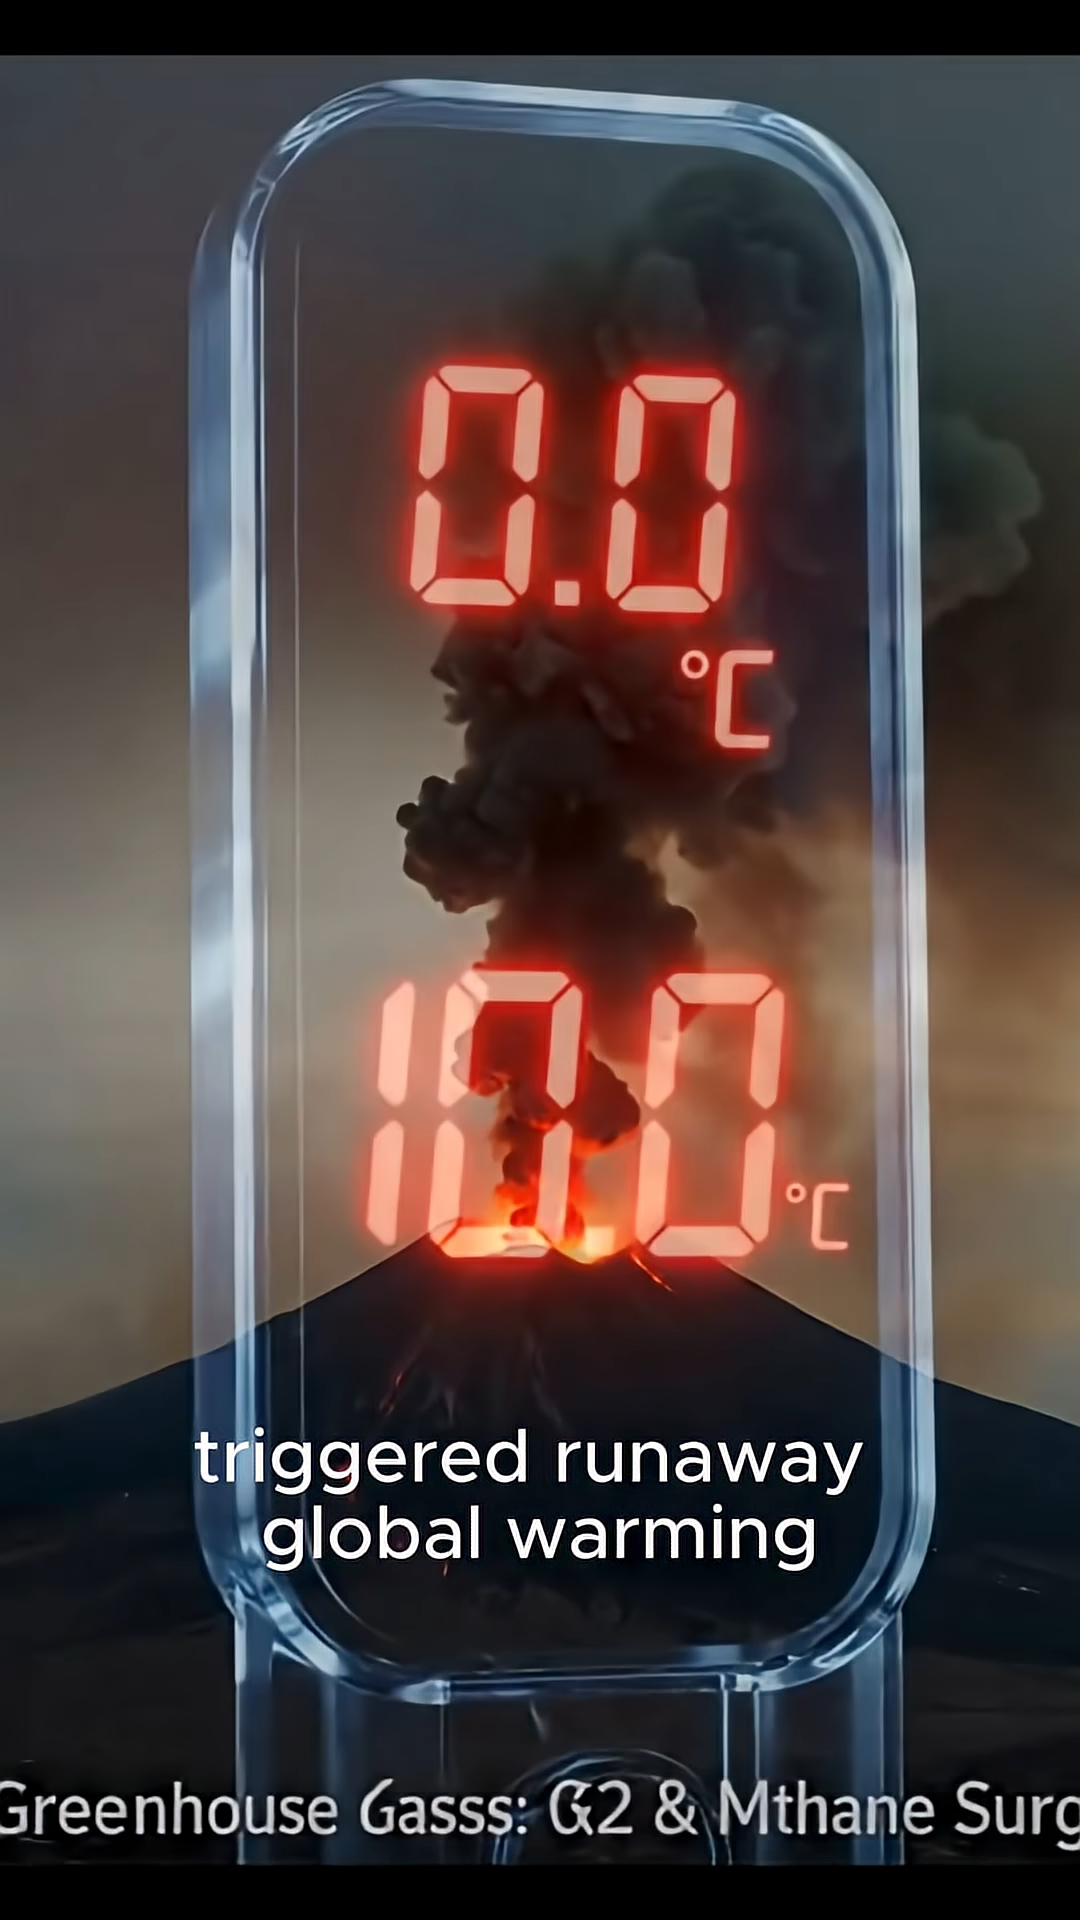 0.0
°C
10.0 °C
triggered runaway
global warming
Greenhouse Gasss: G2 & Mthane Surg